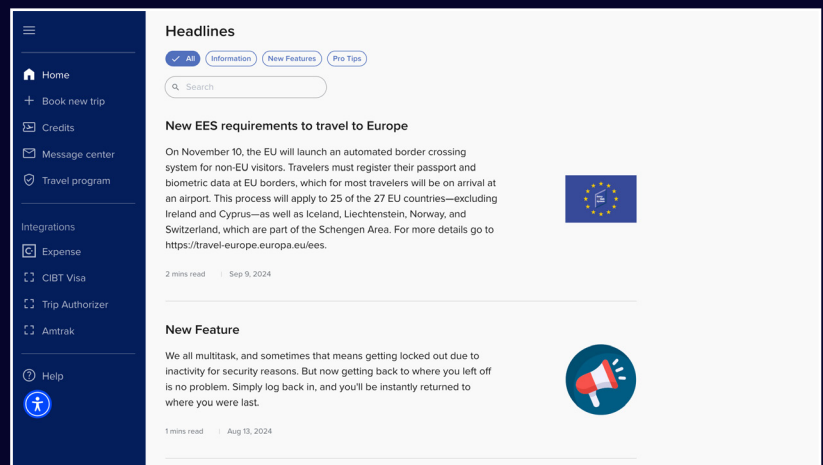 Home
Book new trip
Credits
Message center
Travel program
Integrations
Expense
CIBT Visa
Trip Authorizer
Amtrak
Help
Headlines
All
Information
New Features
Pro Tips
Search
New EES requirements to travel to Europe
On November 10, the EU will launch an automated border crossing
system for non-EU visitors. Travelers must register their passport and
biometric data at EU borders, which for most travelers will be on arrival at
an airport. This process will apply to 25 of the 27 EU countries—excluding
Ireland and Cyprus—as well as Iceland, Liechtenstein, Norway, and
Switzerland, which are part of the Schengen Area. For more details go to
https://travel-europe.europa.eu/ees.
2 mins read | Sep 9, 2024
New Feature
We all multitask, and sometimes that means getting locked out due to
inactivity for security reasons. But now getting back to where you left off
is no problem. Simply log back in, and you'll be instantly returned to
where you were last.
1 mins read | Aug 13, 2024